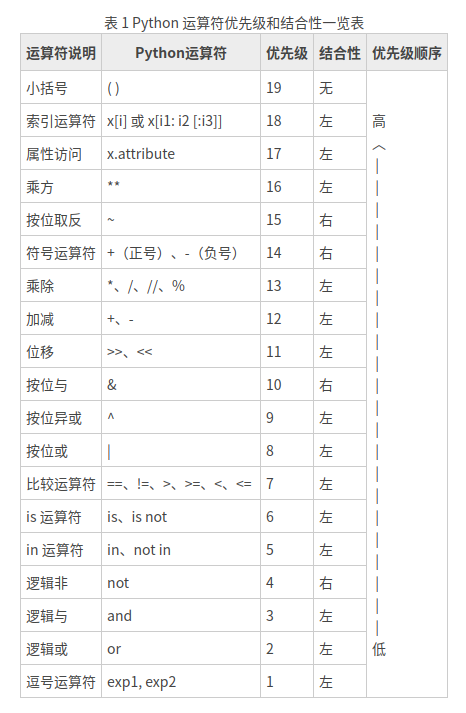 表 1 Python 运算符优先级和结合性一览表
运算符说明 Python运算符 优先级 结合性 优先级顺序
小括号 ( ) 19 无
索引运算符 x[i] 或 x[i1: i2 [:i3]] 18 左 高
属性访问 x.attribute 17 左 ︿
乘方 ** 16 左 |
按位取反 ~ 15 右 |
符号运算符 +（正号）、-（负号） 14 右 |
乘除 *、/、//、% 13 左 |
加减 +、- 12 左 |
位移 >>、<< 11 左 |
按位与 & 10 右 |
按位异或 ^ 9 左 |
按位或 | 8 左 |
比较运算符 ==、!=、>、>=、<、<= 7 左 |
is 运算符 is、is not 6 左 |
in 运算符 in、not in 5 左 |
逻辑非 not 4 右 |
逻辑与 and 3 左 |
逻辑或 or 2 左 低
逗号运算符 exp1, exp2 1 左